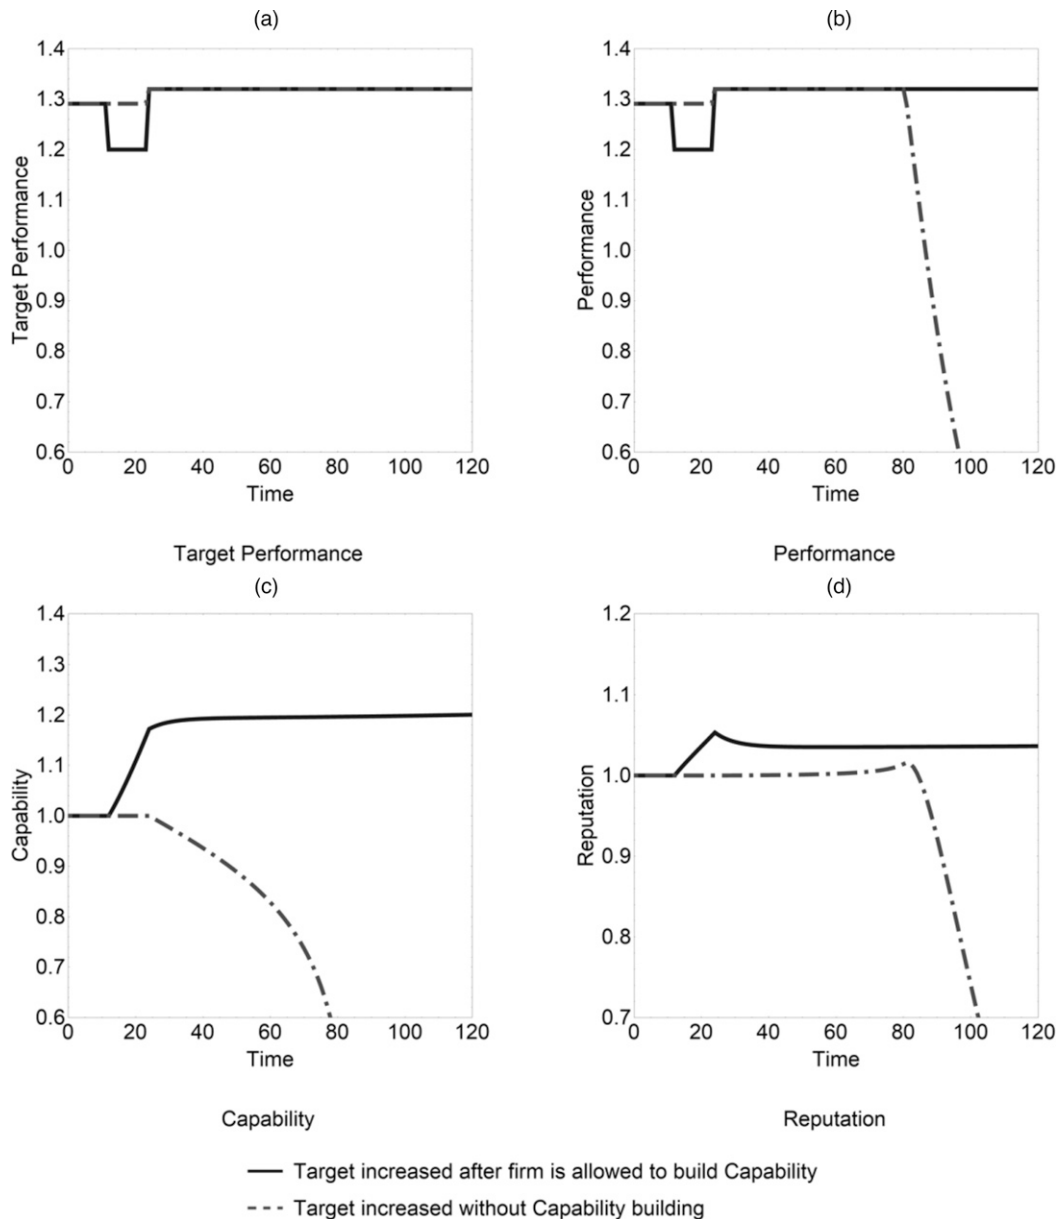 (a)
1.4
1.3
1.2
1.1
1.0
0.9
0.8
0.7
0.6
Target Performance
0 20 40 60 80 100 120
Time
Target Performance
(b)
1.4
1.3
1.2
1.1
1.0
0.9
0.8
0.7
0.6
Performance
0 20 40 60 80 100 120
Time
Performance
(c)
1.4
1.3
1.2
1.1
1.0
0.9
0.8
0.7
0.6
Capability
0 20 40 60 80 100 120
Time
Capability
(d)
1.2
1.1
1.0
0.9
0.8
0.7
Reputation
0 20 40 60 80 100 120
Time
Reputation
Target increased after firm is allowed to build Capability
Target increased without Capability building